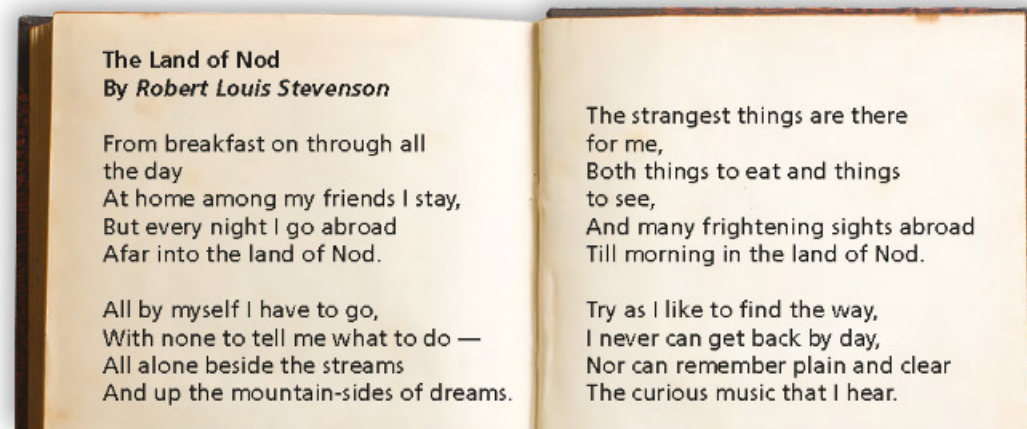 The Land of Nod
By Robert Louis Stevenson
From breakfast on through all
the day
At home among my friends I stay,
But every night I go abroad
Afar into the land of Nod.
All by myself I have to go,
With none to tell me what to do —
All alone beside the streams
And up the mountain-sides of dreams.
The strangest things are there
for me,
Both things to eat and things
to see,
And many frightening sights abroad
Till morning in the land of Nod.
Try as I like to find the way,
I never can get back by day,
Nor can remember plain and clear
The curious music that I hear.